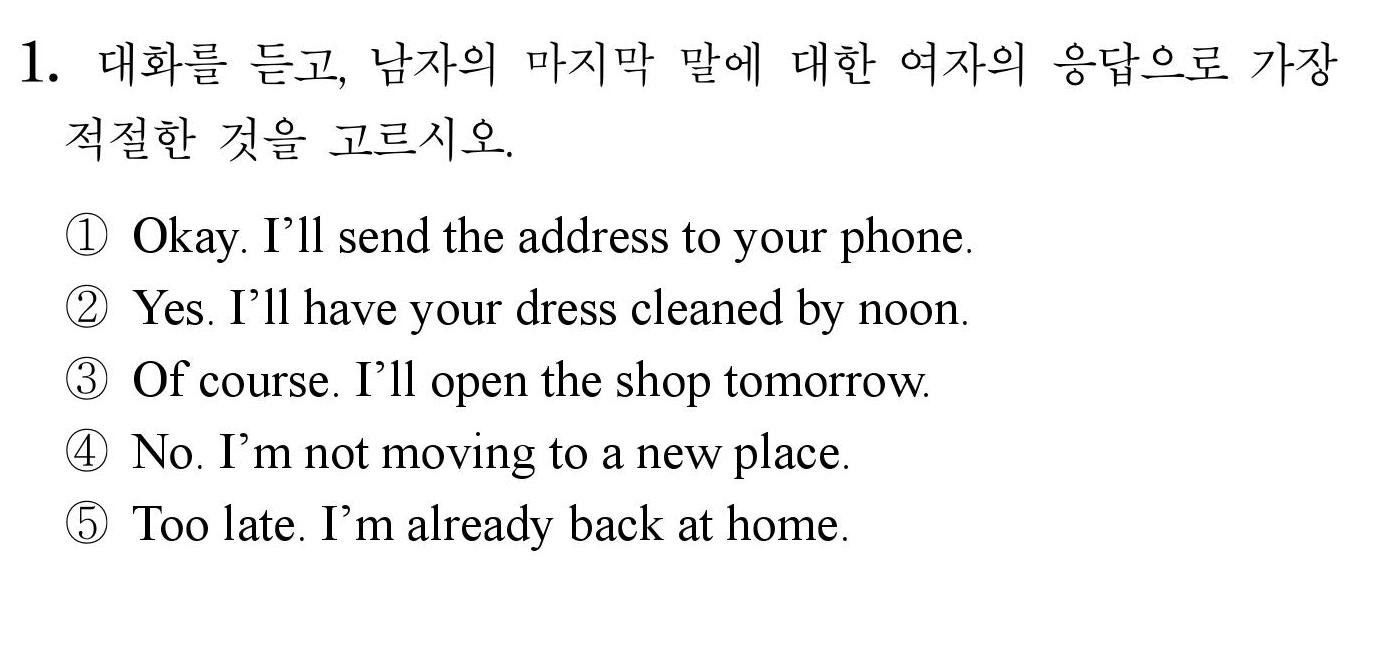 1. 대화를 듣고, 남자의 마지막 말에 대한 여자의 응답으로 가장
적절한 것을 고르시오.
① Okay. I’ll send the address to your phone.
② Yes. I’ll have your dress cleaned by noon.
③ Of course. I’ll open the shop tomorrow.
④ No. I’m not moving to a new place.
⑤ Too late. I’m already back at home.